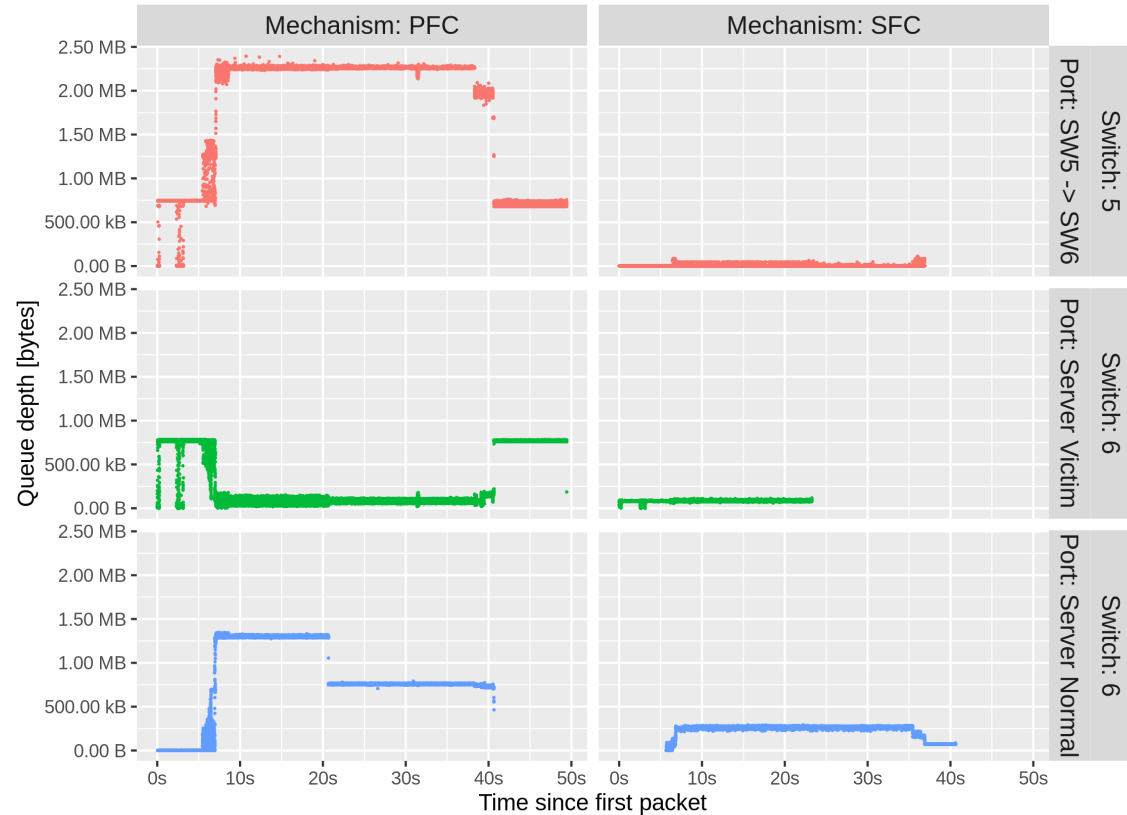 Mechanism: PFC
Mechanism: SFC
2.50 MB
2.00 MB
1.50 MB
1.00 MB
500.00 kB
0.00 B
Port: SW5 -> SW6
Switch: 5
2.50 MB
2.00 MB
1.50 MB
1.00 MB
500.00 kB
0.00 B
Port: Server Victim
Switch: 6
2.50 MB
2.00 MB
1.50 MB
1.00 MB
500.00 kB
0.00 B
Port: Server Normal
Switch: 6
Queue depth [bytes]
0s 10s 20s 30s 40s 50s
0s 10s 20s 30s 40s 50s
Time since first packet